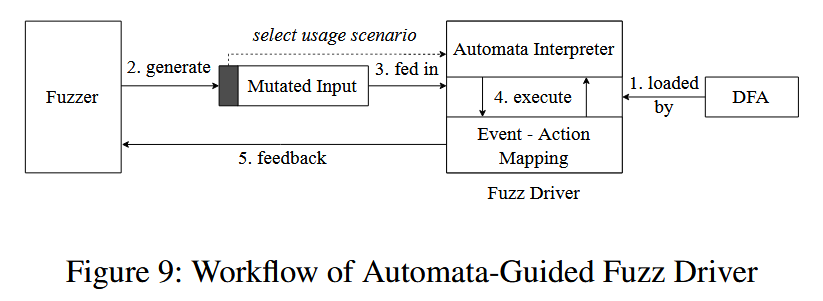 select usage scenario
Automata Interpreter
2. generate
3. fed in
Fuzzer
Mutated Input
4. execute
1. loaded
by
DFA
Event - Action
Mapping
5. feedback
Fuzz Driver
Figure 9: Workflow of Automata-Guided Fuzz Driver